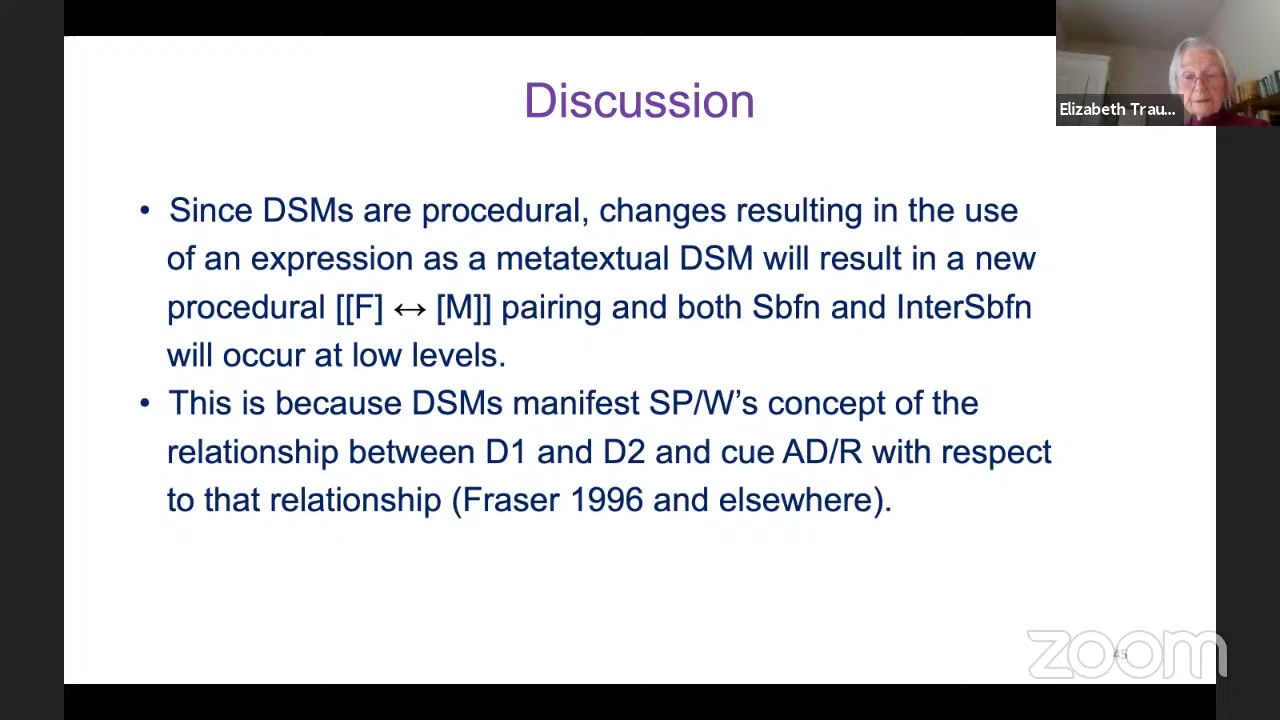 Discussion
Elizabeth Trau...
• Since DSMs are procedural, changes resulting in the use
of an expression as a metatextual DSM will result in a new
procedural [[F] ↔ [M]] pairing and both Sbfn and InterSbfn
will occur at low levels.
• This is because DSMs manifest SP/W’s concept of the
relationship between D1 and D2 and cue AD/R with respect
to that relationship (Fraser 1996 and elsewhere).
zoom
45